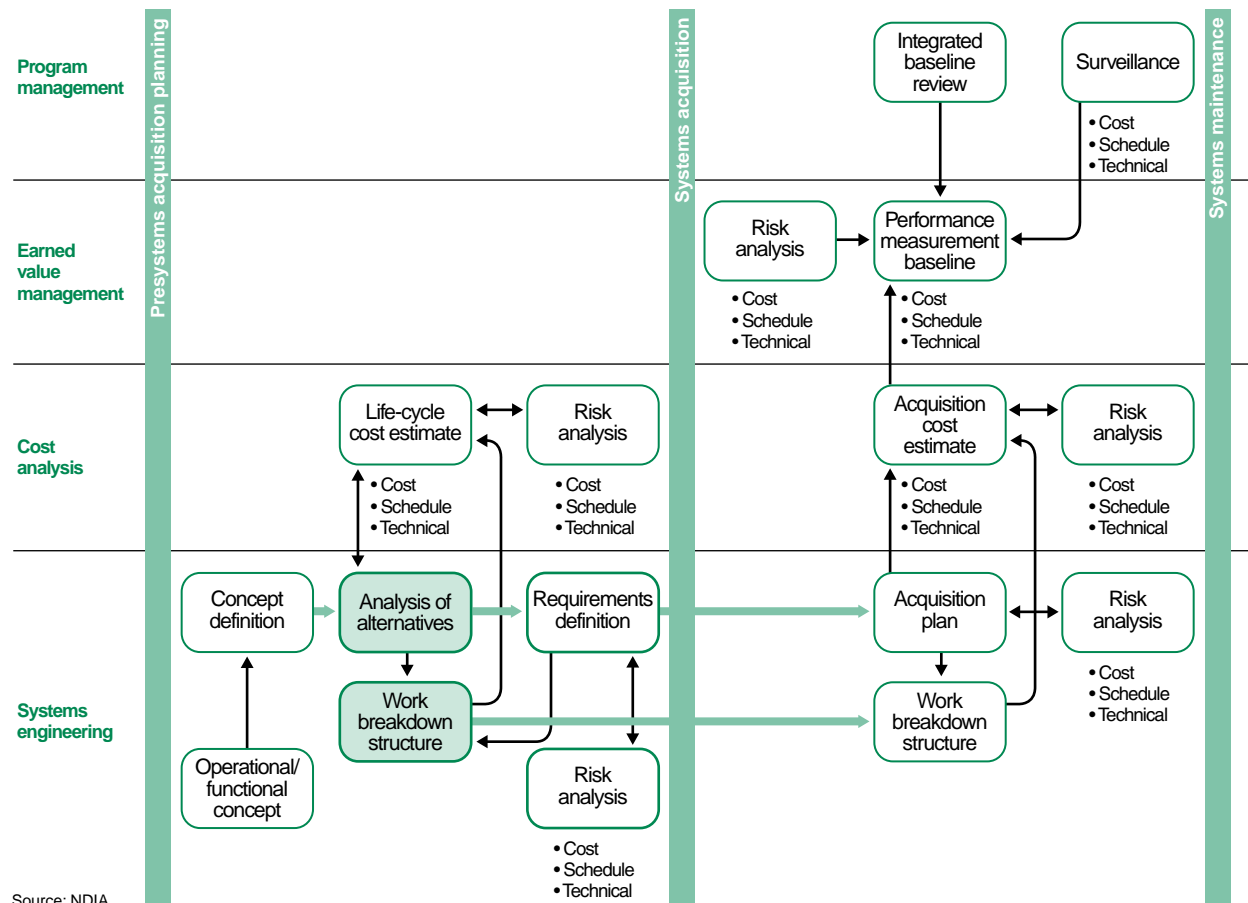 Presystems acquisition planning
Systems acquisition
Systems maintenance
Program
management
Integrated
baseline
review
Surveillance
• Cost
• Schedule
• Technical
Earned
value
management
Risk
analysis
• Cost
• Schedule
• Technical
Performance
measurement
baseline
• Cost
• Schedule
• Technical
Cost
analysis
Life-cycle
cost estimate
• Cost
• Schedule
• Technical
Risk
analysis
• Cost
• Schedule
• Technical
Acquisition
cost
estimate
• Cost
• Schedule
• Technical
Risk
analysis
• Cost
• Schedule
• Technical
Systems
engineering
Concept
definition
Analysis of
alternatives
Requirements
definition
Acquisition
plan
Risk
analysis
• Cost
• Schedule
• Technical
Operational/
functional
concept
Work
breakdown
structure
Risk
analysis
• Cost
• Schedule
• Technical
Work
breakdown
structure
Source: NDIA